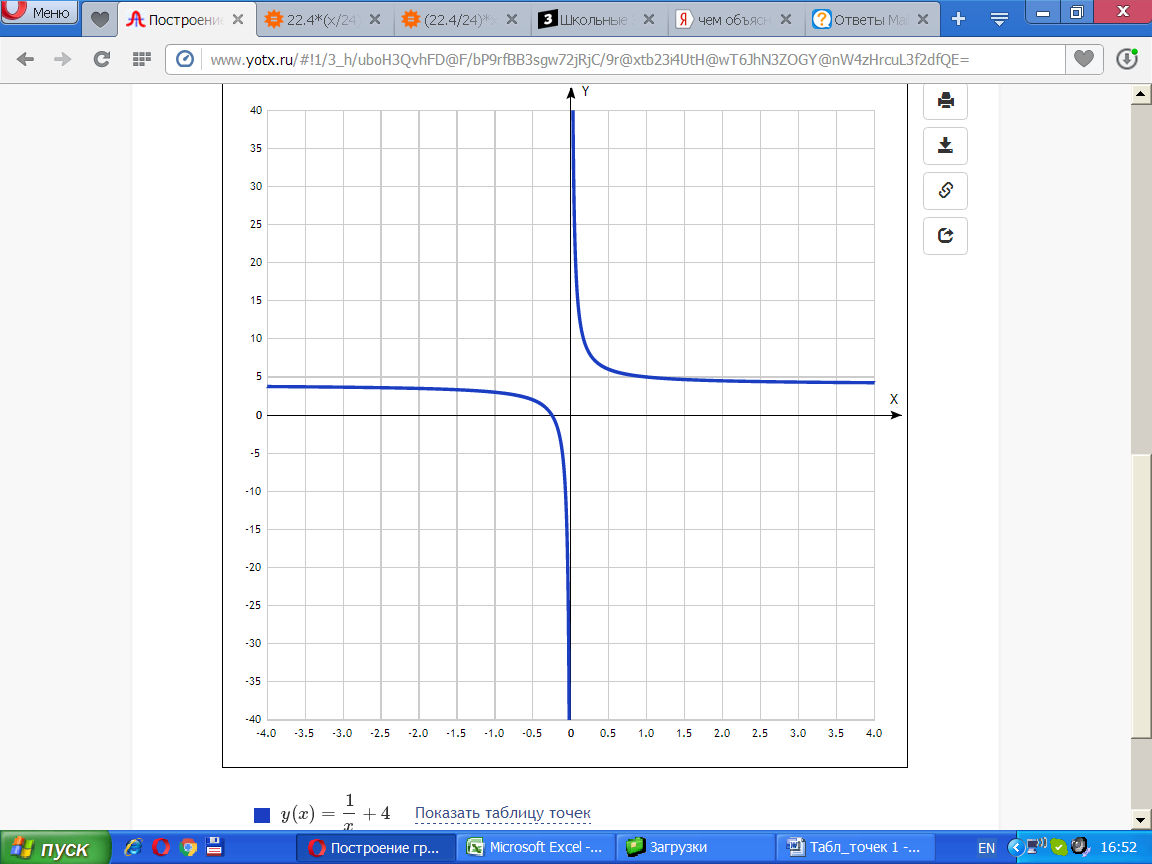 Меню
Построени
22.4*(x/24)
(22.4/24)*
Школьные
чем объясн
Ответы Ma
www.yotx.ru/#!1/3_h/uboH3QvhFD@F/bP9rfBB3sgw72jRjC/9r@xtb23i4UtH@wT6JhN3ZOGY@nW4zHrcuL3f2dfQE=
Y
40
35
30
25
20
15
10
5
X
0
-5
-10
-15
-20
-25
-30
-35
-40
-4.0 -3.5 -3.0 -2.5 -2.0 -1.5 -1.0 -0.5 0 0.5 1.0 1.5 2.0 2.5 3.0 3.5 4.0
y(x) = 1/x + 4 Показать таблицу точек
пуск
Построение гр...
Microsoft Excel -...
Загрузки
Табл_точек 1 -...
EN
16:52